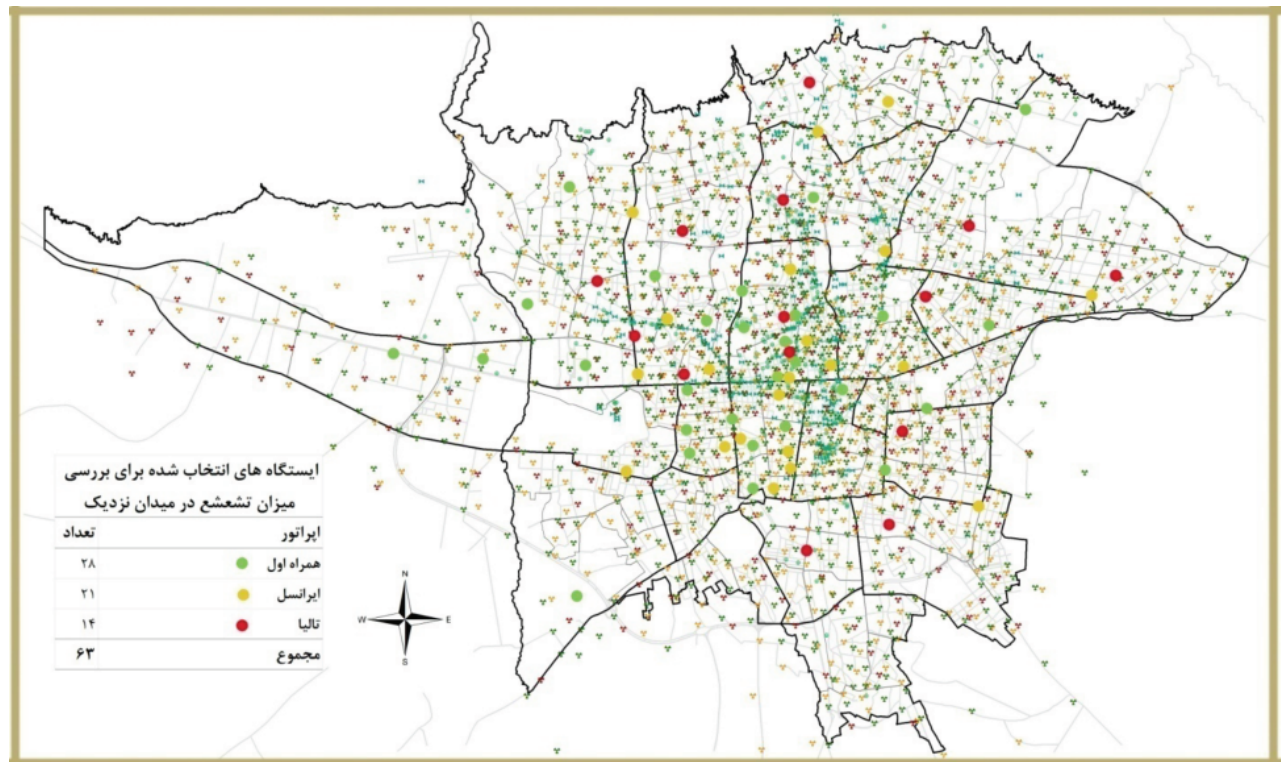 ایستگاه های انتخاب شده برای بررسی
میزان تشعشع در میدان نزدیک
اپراتور تعداد
همراه اول ۲۸
ایرانسل ۲۱
تالیا ۱۴
مجموع ۶۳
N
W E
S